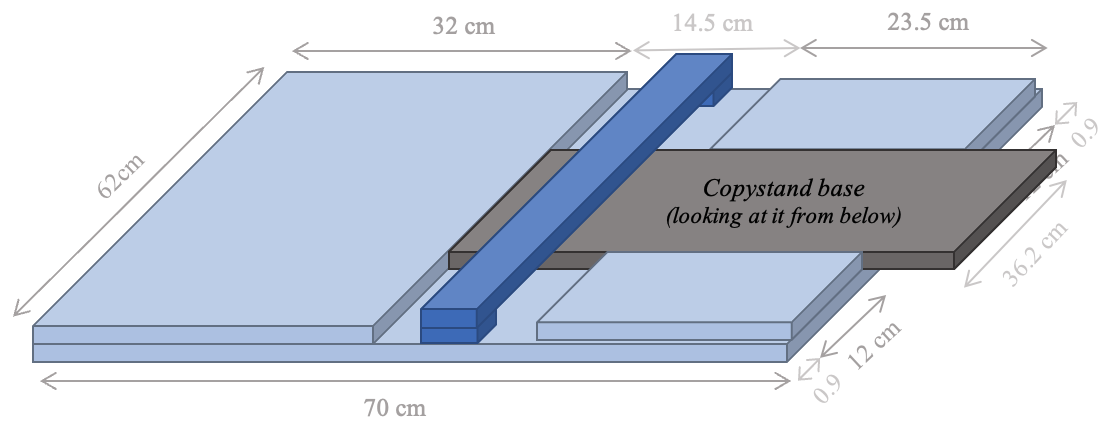 32 cm
14.5 cm
23.5 cm
62cm
0.9
Copystand base
(looking at it from below)
36.2 cm
12 cm
0.9
70 cm